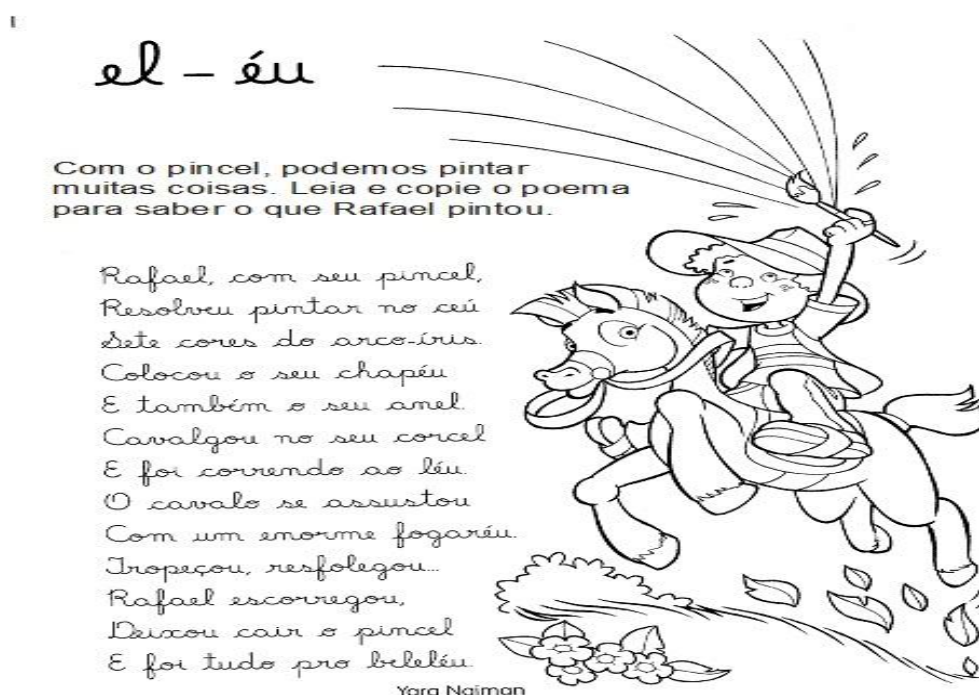 el - éu
Com o pincel, podemos pintar
muitas coisas. Leia e copie o poema
para saber o que Rafael pintou.
Rafael, com seu pincel,
Resolveu pintar no ceú
Sete cores do arco-íris.
Colocou o seu chapéu
E também o seu anel.
Cavalgou no seu corcel
E foi correndo ao léu.
O cavalo se assustou
Com um enorme fogaréu.
Tropeçou, resfolegou...
Rafael escorregou,
Deixou cair o pincel
E foi tudo pro beleléu.
Yara Najman